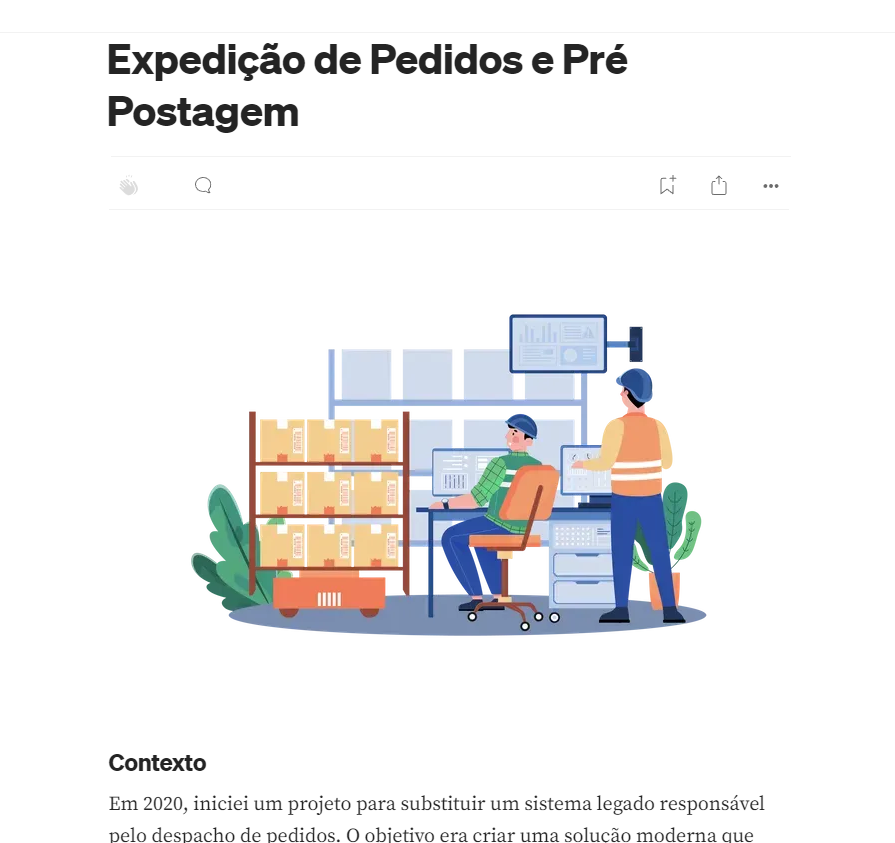 Expedição de Pedidos e Pré
Postagem
Contexto
Em 2020, iniciei um projeto para substituir um sistema legado responsável
pelo despacho de pedidos. O objetivo era criar uma solução moderna que